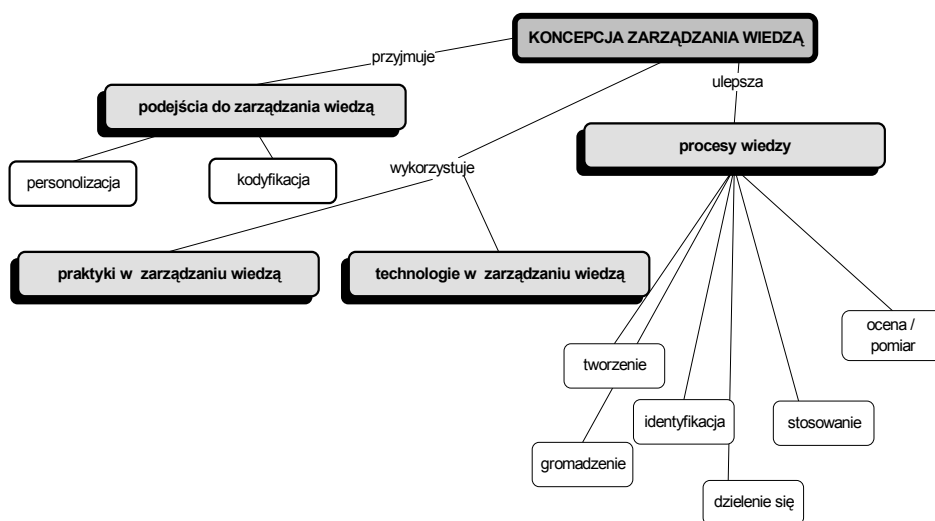 KONCEPCJA ZARZĄDZANIA WIEDZĄ
przyjmuje
ulepsza
podejścia do zarządzania wiedzą
procesy wiedzy
personolizacja
kodyfikacja
wykorzystuje
praktyki w zarządzaniu wiedzą
technologie w zarządzaniu wiedzą
ocena /
pomiar
tworzenie
identyfikacja
stosowanie
gromadzenie
dzielenie się